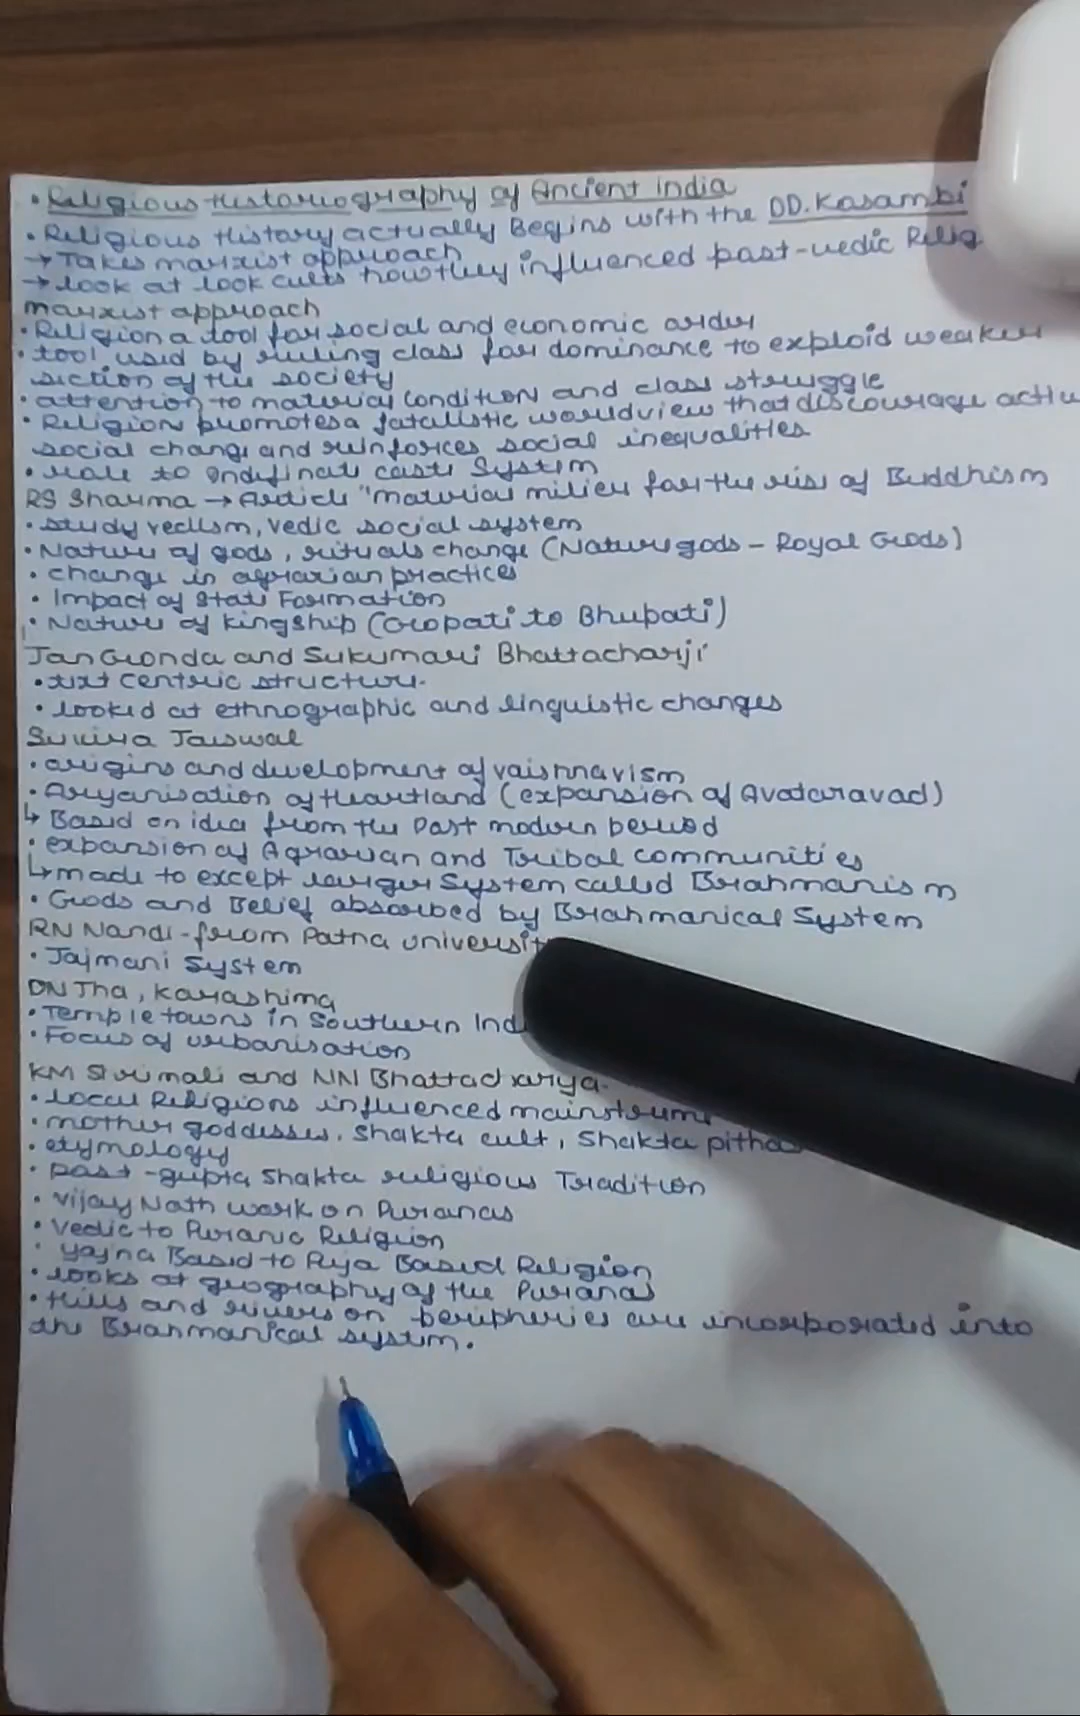 • Religious Historiography of Ancient india
• Religious History actually Begins with the DD. Kasambi
→ Takes marxist approach
→ look at look cults how they influenced past-vedic Relig
marxist approach
• Religion a tool for social and economic order
• tool used by ruling class for dominance to exploid weaker
section of the society
• attention to material condition and class struggle
• Religion promotes a fatalistic worldview that discourage activ
social change and reinforces social inequalities
• role to indefinate caste system
RS Sharma → Article "material milieu for the rise of Buddhism
• study vedism, vedic social system
• Nature of gods, rituals change (Nature gods - Royal Gods)
• change in agrarian practices
• Impact of State Formation
• Nature of kingship (Gopati to Bhupati)
Jan Gonda and Sukumari Bhattacharji
• text centric structure.
• looked at ethnographic and linguistic changes
Suvira Jaiswal
• origins and development of vaishnavism
• Aryanisation of Heartland (expansion of Avataravad)
↳ Based on idea from the Past modern period
• expansion of Agrarian and Tribal communities
↳ made to except larger system called Brahmanism
• Gods and Belief absorbed by Brahmanical System
RN Nandi - from Patna universit
• Jajmani System
DN Jha, Karashima
• Temple towns in Southern Ind
• Focus of urbanisation
KM Shrimali and NN Bhattacharya.
• local Religions influenced mainstream
• mother goddesses, Shakta cult, Shakta pithas
• etymology
• past-gupta Shakta religious Tradition
• vijay Nath work on Puranas
• Vedic to Puranic Religion
• yajna Based to Puja Based Religion
• looks at geography of the Puranas
• Hills and rivers on peripheries are incorporated into
the Brahmanical system.